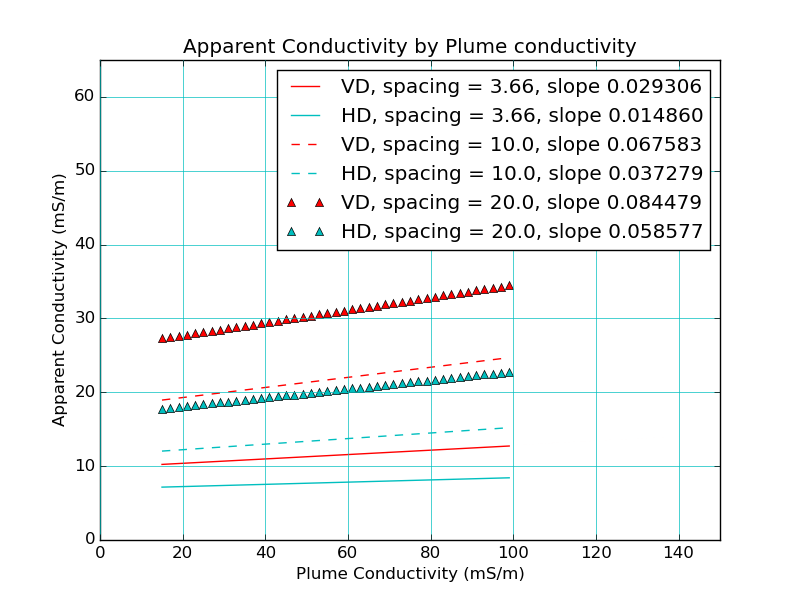 Apparent Conductivity by Plume conductivity
VD, spacing = 3.66, slope 0.029306
HD, spacing = 3.66, slope 0.014860
VD, spacing = 10.0, slope 0.067583
HD, spacing = 10.0, slope 0.037279
VD, spacing = 20.0, slope 0.084479
HD, spacing = 20.0, slope 0.058577
Apparent Conductivity (mS/m)
60
50
40
30
20
10
0
0 20 40 60 80 100 120 140
Plume Conductivity (mS/m)